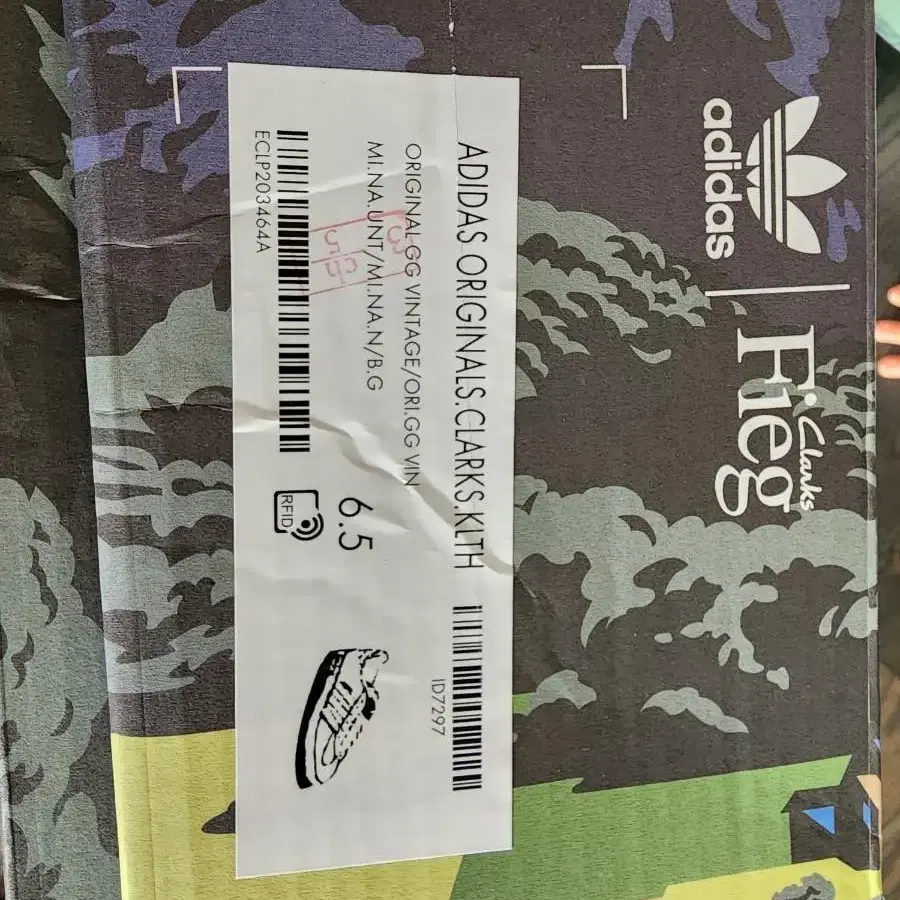 adidas
Fieg
Clarks
ADIDAS ORIGINALS.CLARKS.KLTH
ID7297
ORIGINAL GG VINTAGE/ORI.GG VIN
MI.NA.UNT/MI.NA.N/B.G
6.5
RFID
ECLP203464A